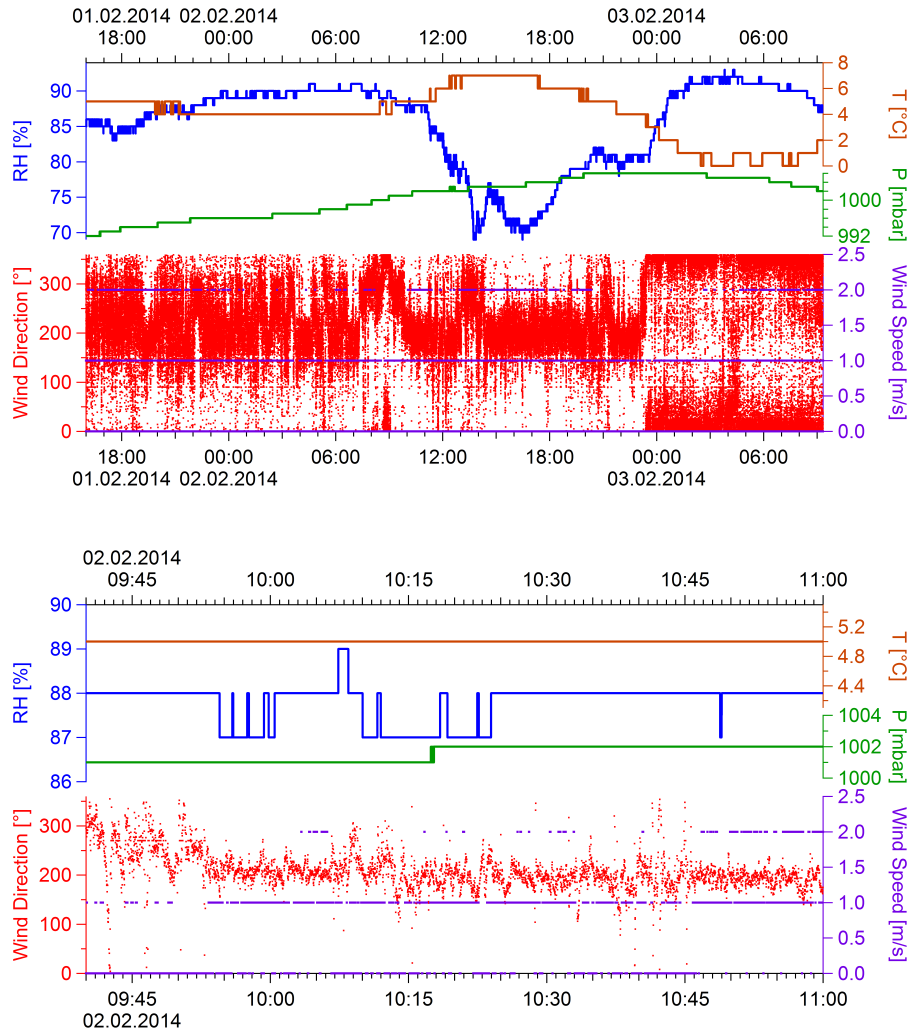 01.02.2014 02.02.2014 03.02.2014
18:00 00:00 06:00 12:00 18:00 00:00 06:00
RH [%]
90
85
80
75
70
8
6
4
2
0
T [°C]
1000
992
P [mbar]
Wind Direction [°]
300
200
100
0
2.5
2.0
1.5
1.0
0.5
0.0
Wind Speed [m/s]
18:00 00:00 06:00 12:00 18:00 00:00 06:00
01.02.2014 02.02.2014 03.02.2014
02.02.2014
09:45 10:00 10:15 10:30 10:45 11:00
RH [%]
90
89
88
87
86
5.2
4.8
4.4
T [°C]
1004
1002
1000
P [mbar]
Wind Direction [°]
300
200
100
0
2.5
2.0
1.5
1.0
0.5
0.0
Wind Speed [m/s]
09:45 10:00 10:15 10:30 10:45 11:00
02.02.2014